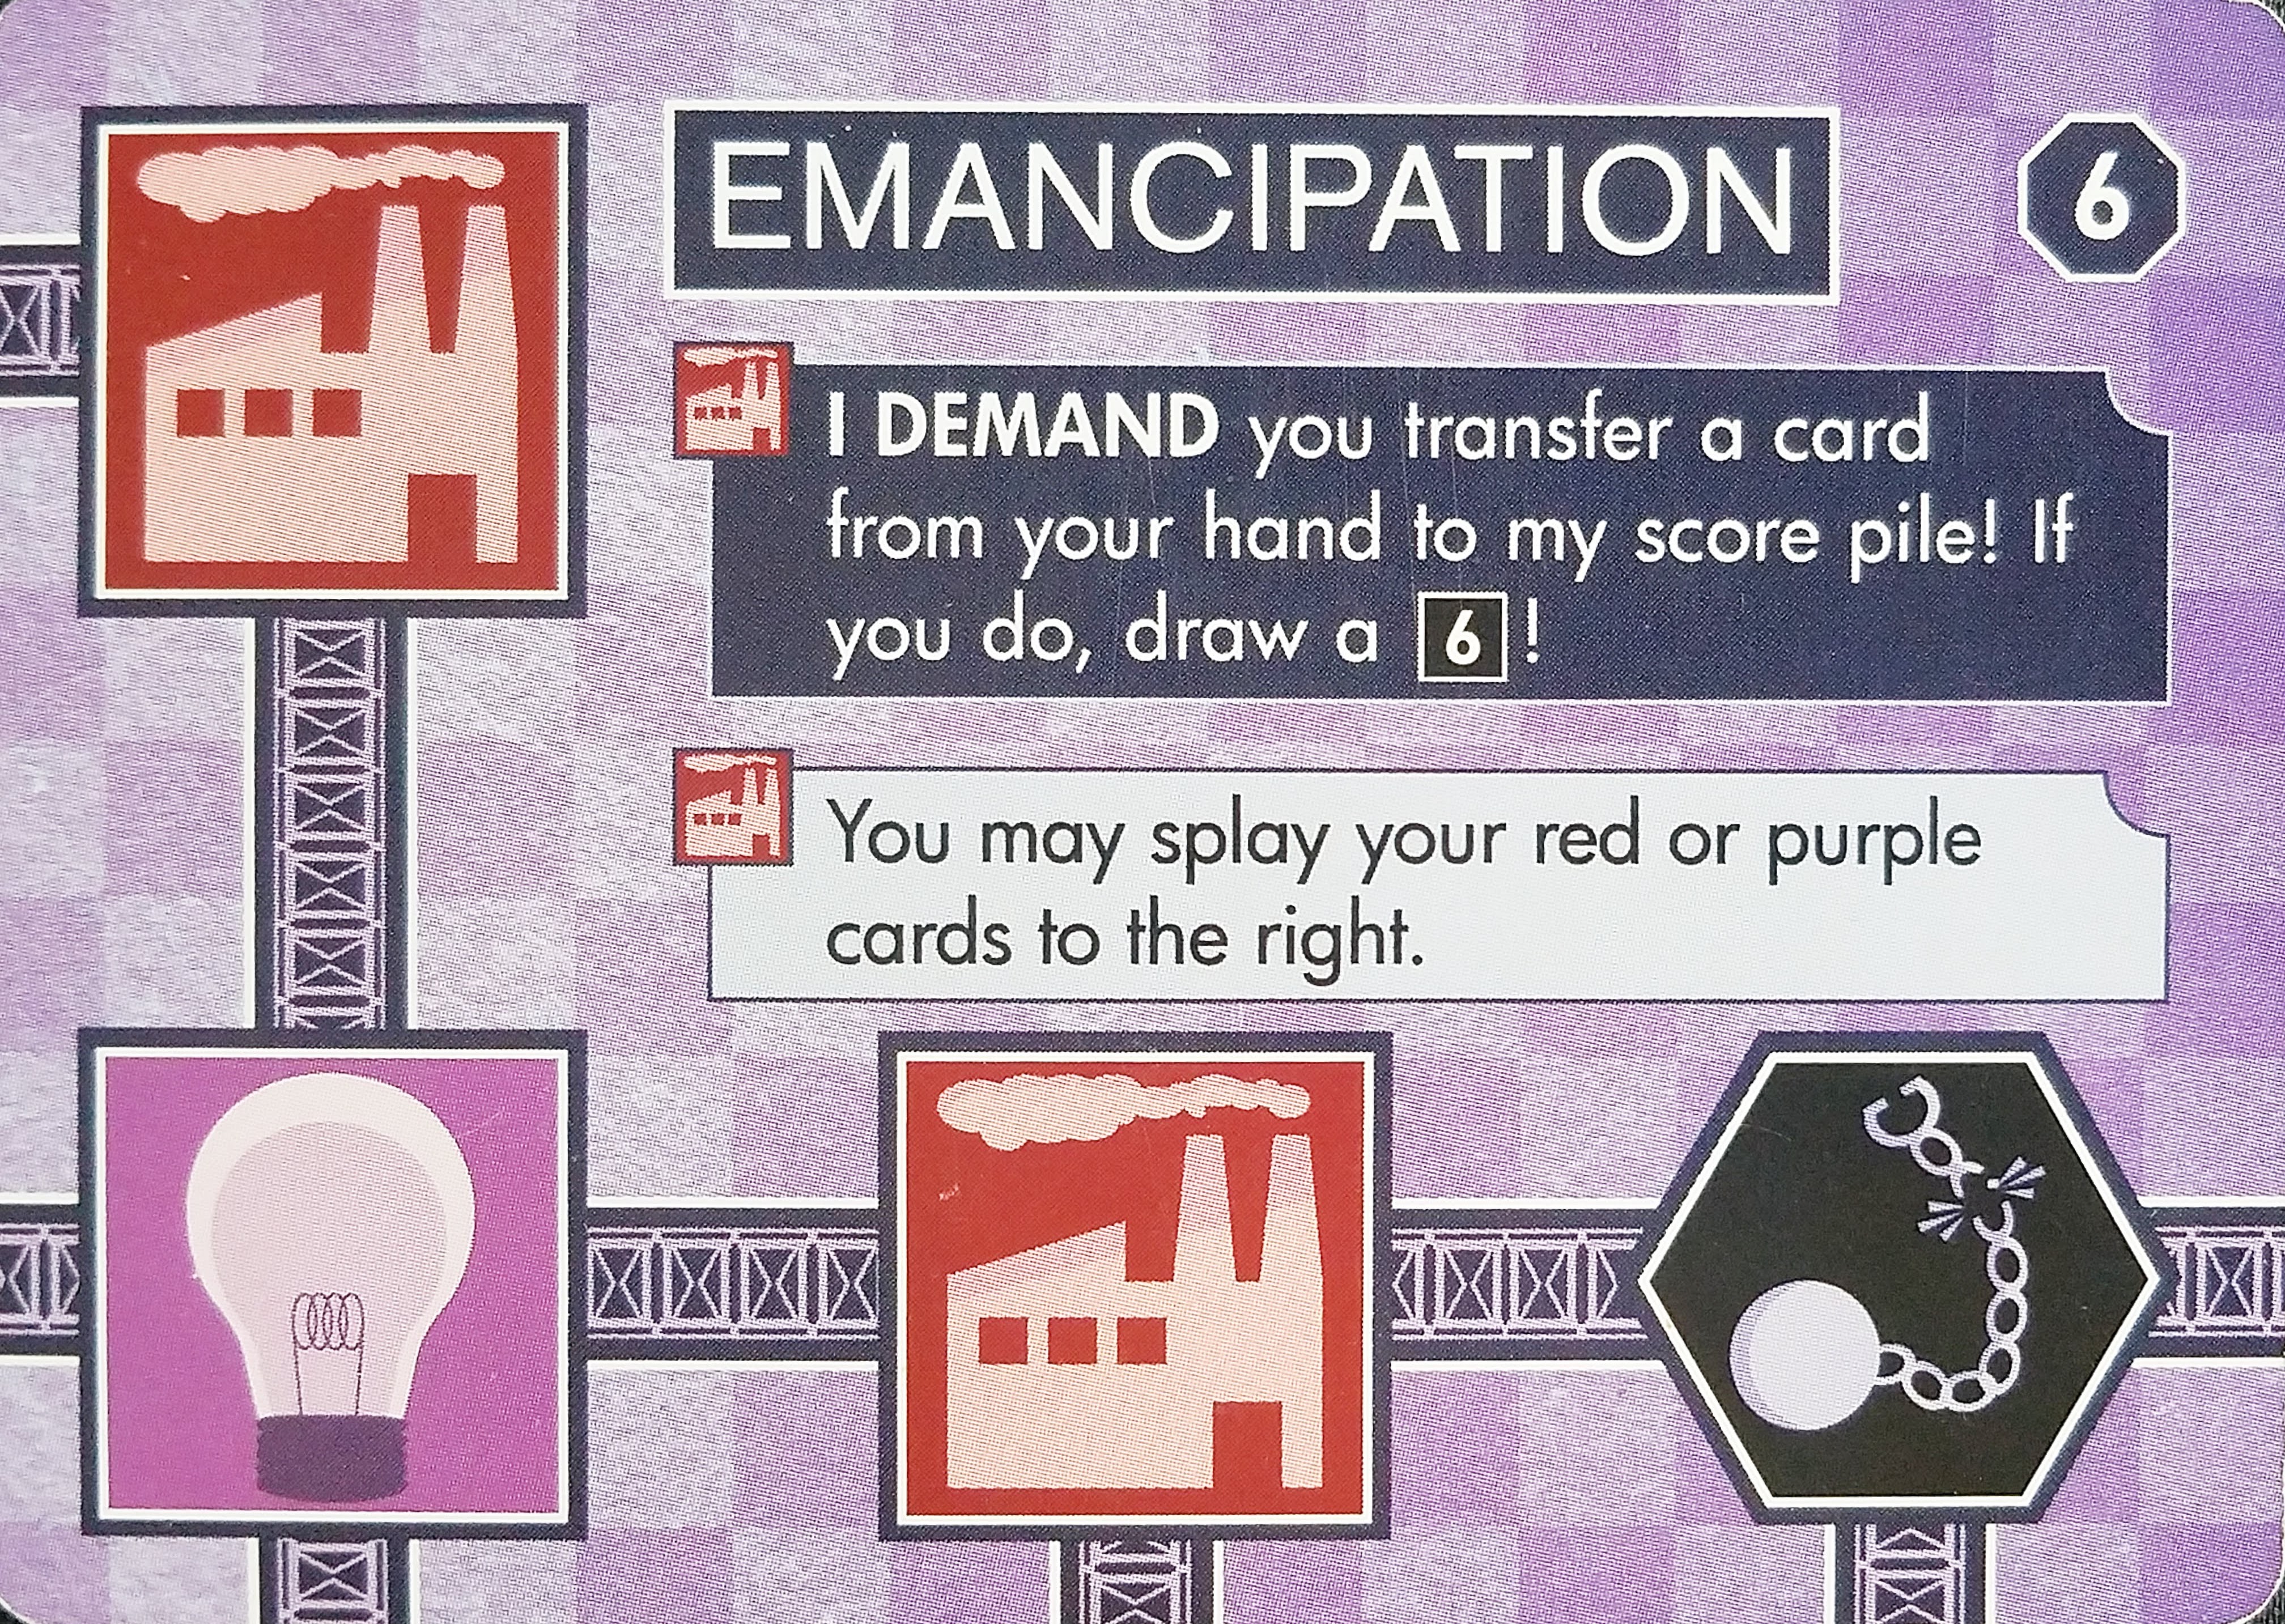 EMANCIPATION
6
I DEMAND you transfer a card
from your hand to my score pile! If
you do, draw a 6!
You may splay your red or purple
cards to the right.